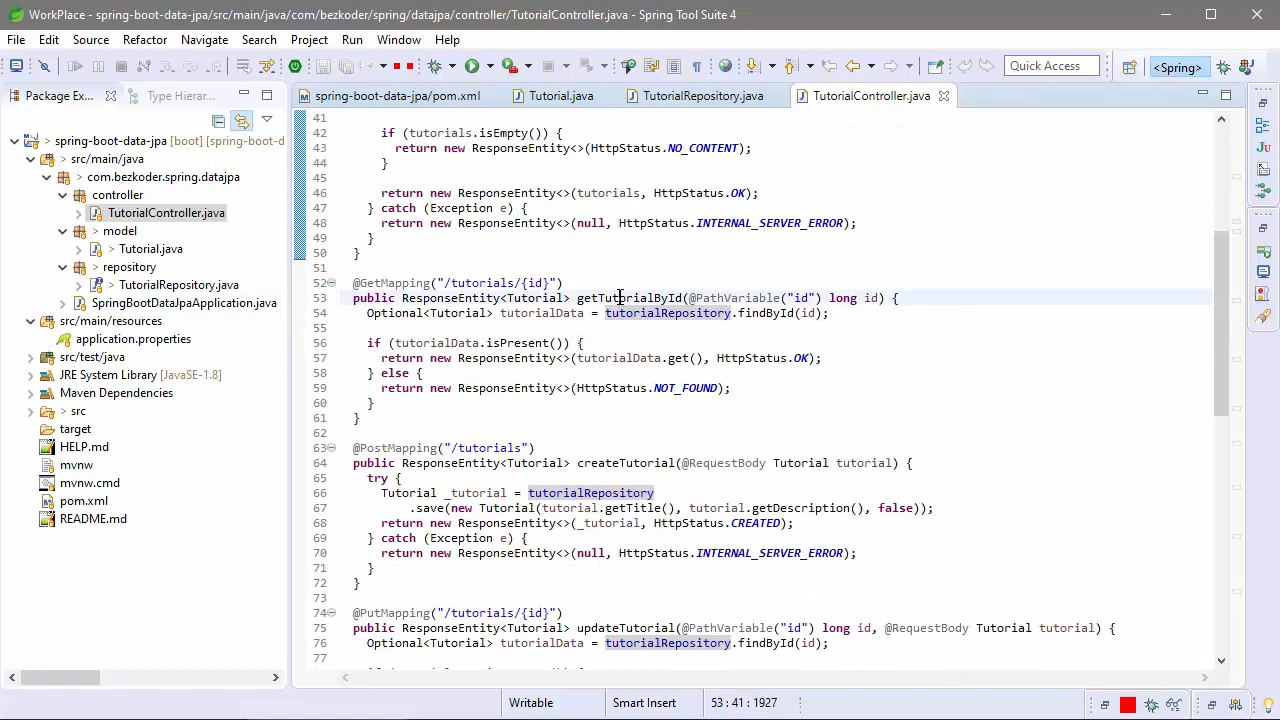 WorkPlace - spring-boot-data-jpa/src/main/java/com/bezkoder/spring/datajpa/controller/TutorialController.java - Spring Tool Suite 4
File Edit Source Refactor Navigate Search Project Run Window Help
Quick Access
<Spring>
Package Ex...
Type Hierar...
spring-boot-data-jpa/pom.xml
Tutorial.java
TutorialRepository.java
TutorialController.java
spring-boot-data-jpa [boot] [spring-boot-d
src/main/java
com.bezkoder.spring.datajpa
controller
TutorialController.java
model
> Tutorial.java
repository
> TutorialRepository.java
> SpringBootDataJpaApplication.java
src/main/resources
application.properties
src/test/java
JRE System Library [JavaSE-1.8]
Maven Dependencies
> src
target
HELP.md
mvnw
mvnw.cmd
pom.xml
README.md
41
42 if (tutorials.isEmpty()) {
43 return new ResponseEntity<>(HttpStatus.NO_CONTENT);
44 }
45
46 return new ResponseEntity<>(tutorials, HttpStatus.OK);
47 } catch (Exception e) {
48 return new ResponseEntity<>(null, HttpStatus.INTERNAL_SERVER_ERROR);
49 }
50 }
51
52 @GetMapping("/tutorials/{id}")
53 public ResponseEntity<Tutorial> getTutorialById(@PathVariable("id") long id) {
54 Optional<Tutorial> tutorialData = tutorialRepository.findById(id);
55
56 if (tutorialData.isPresent()) {
57 return new ResponseEntity<>(tutorialData.get(), HttpStatus.OK);
58 } else {
59 return new ResponseEntity<>(HttpStatus.NOT_FOUND);
60 }
61 }
62
63 @PostMapping("/tutorials")
64 public ResponseEntity<Tutorial> createTutorial(@RequestBody Tutorial tutorial) {
65 try {
66 Tutorial _tutorial = tutorialRepository
67 .save(new Tutorial(tutorial.getTitle(), tutorial.getDescription(), false));
68 return new ResponseEntity<>(_tutorial, HttpStatus.CREATED);
69 } catch (Exception e) {
70 return new ResponseEntity<>(null, HttpStatus.INTERNAL_SERVER_ERROR);
71 }
72 }
73
74 @PutMapping("/tutorials/{id}")
75 public ResponseEntity<Tutorial> updateTutorial(@PathVariable("id") long id, @RequestBody Tutorial tutorial) {
76 Optional<Tutorial> tutorialData = tutorialRepository.findById(id);
77
Writable
Smart Insert
53 : 41 : 1927